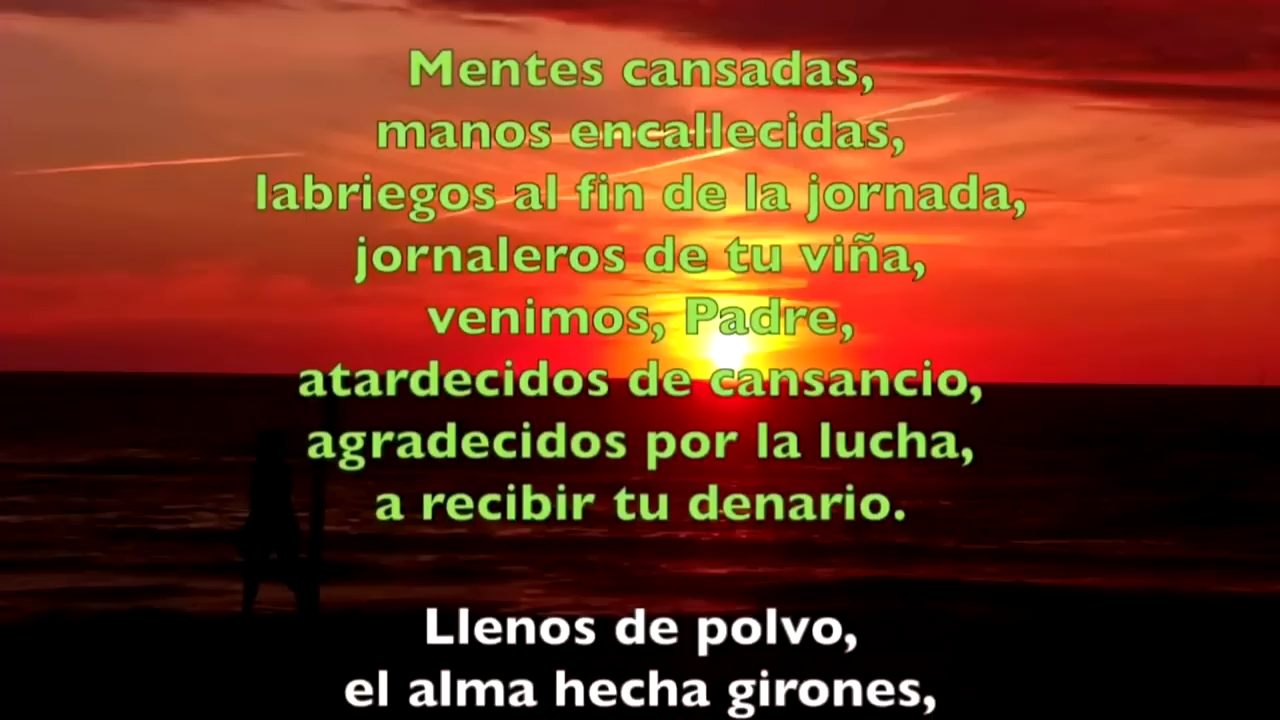 Mentes cansadas,
manos encallecidas,
labriegos al fin de la jornada,
jornaleros de tu viña,
venimos, Padre,
atardecidos de cansancio,
agradecidos por la lucha,
a recibir tu denario.
Llenos de polvo,
el alma hecha girones,